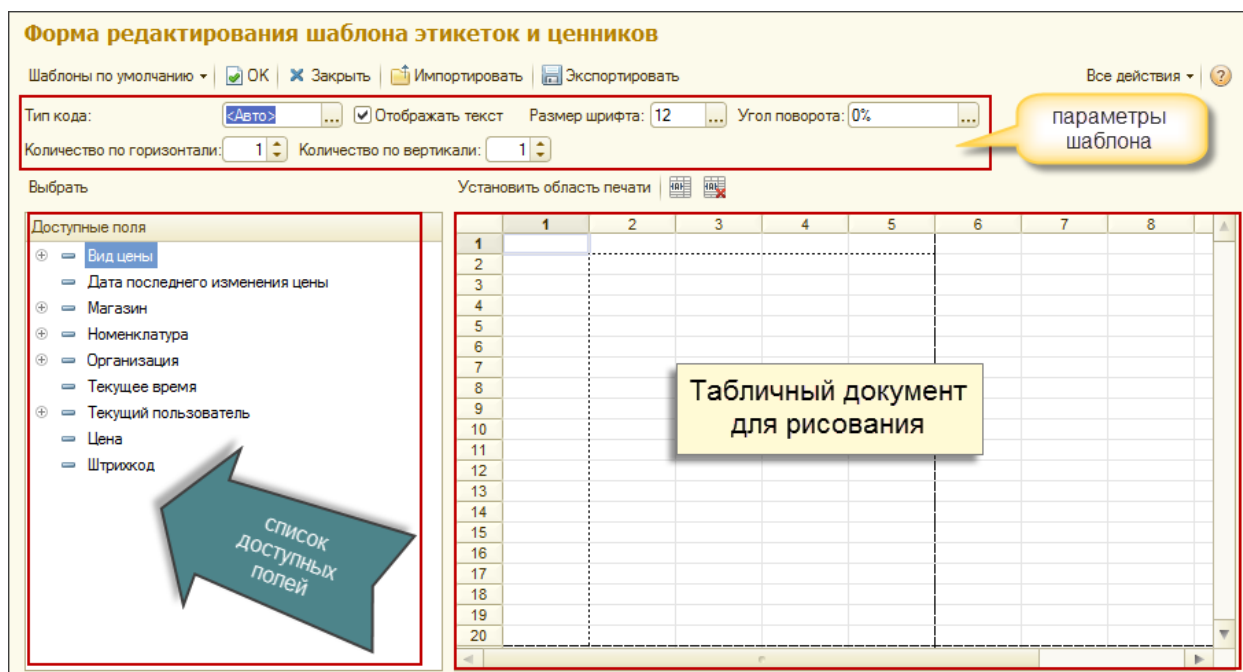 Форма редактирования шаблона этикеток и ценников
Шаблоны по умолчанию OK Закрыть Импортировать Экспортировать Все действия ?
Тип кода: <Авто> ... Отображать текст Размер шрифта: 12 ... Угол поворота: 0% ...
параметры
шаблона
Количество по горизонтали: 1 Количество по вертикали: 1
Выбрать
Установить область печати
Доступные поля
Вид цены
Дата последнего изменения цены
Магазин
Номенклатура
Организация
Текущее время
Текущий пользователь
Цена
Штрихкод
список
доступных
полей
1 2 3 4 5 6 7 8
1
2
3
4
5
6
7
8
9
10
11
12
13
14
15
16
17
18
19
20
Табличный документ
для рисования